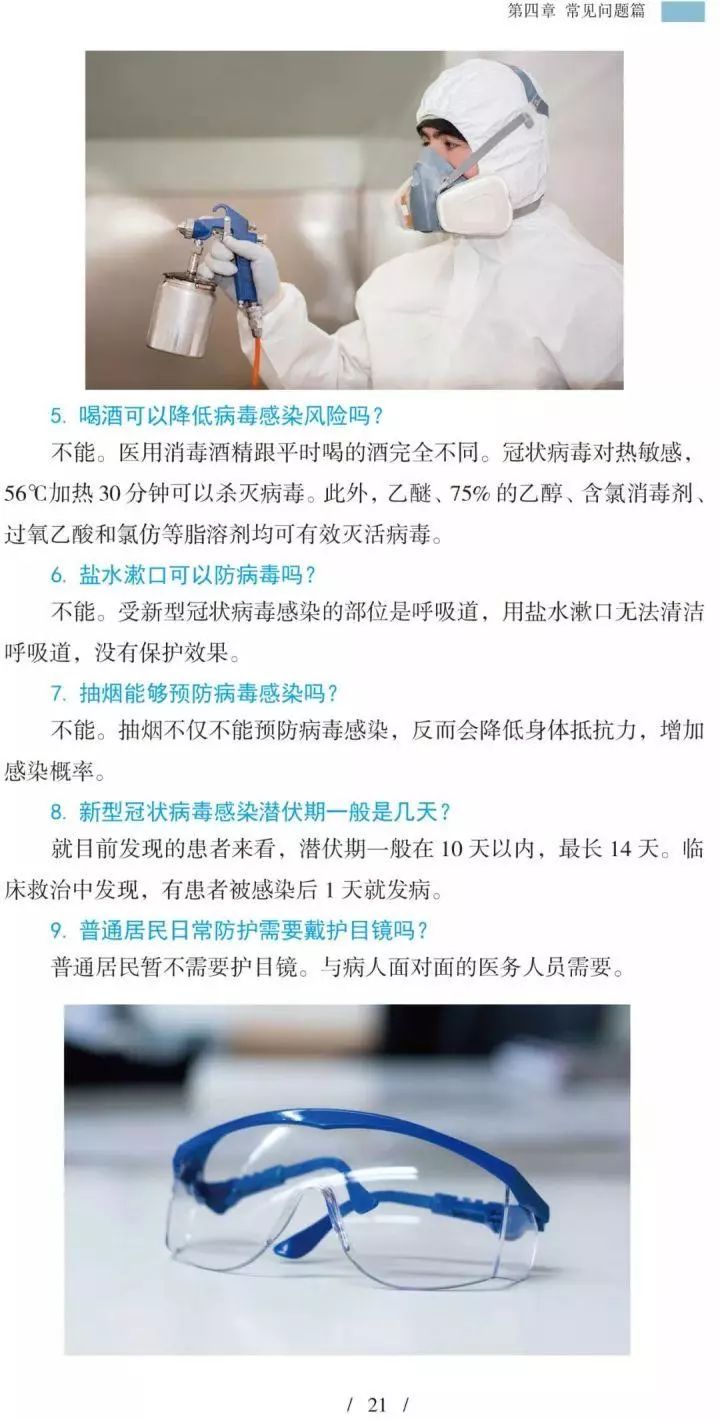 第四章 常见问题篇
5. 喝酒可以降低病毒感染风险吗？
不能。医用消毒酒精跟平时喝的酒完全不同。冠状病毒对热敏感，
56℃加热 30 分钟可以杀灭病毒。此外，乙醚、75% 的乙醇、含氯消毒剂、
过氧乙酸和氯仿等脂溶剂均可有效灭活病毒。
6. 盐水漱口可以防病毒吗？
不能。受新型冠状病毒感染的部位是呼吸道，用盐水漱口无法清洁
呼吸道，没有保护效果。
7. 抽烟能够预防病毒感染吗？
不能。抽烟不仅不能预防病毒感染，反而会降低身体抵抗力，增加
感染概率。
8. 新型冠状病毒感染潜伏期一般是几天？
就目前发现的患者来看，潜伏期一般在 10 天以内，最长 14 天。临
床救治中发现，有患者被感染后 1 天就发病。
9. 普通居民日常防护需要戴护目镜吗？
普通居民暂不需要护目镜。与病人面对面的医务人员需要。
/ 21 /